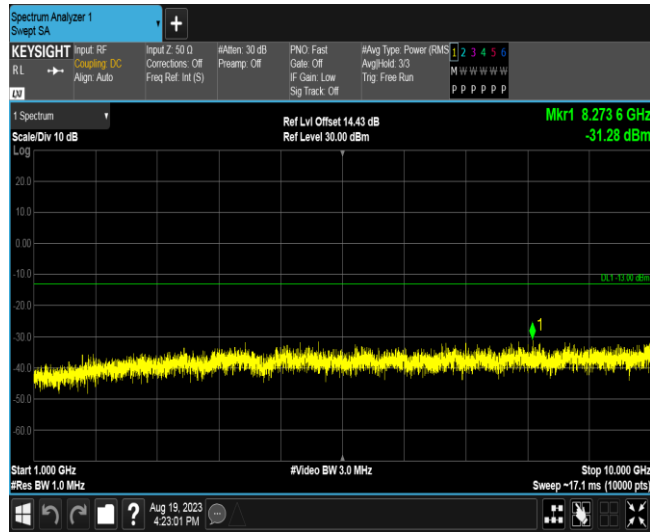 Spectrum Analyzer 1
Swept SA
+
KEYSIGHT
RL
LXI
Input: RF
Coupling: DC
Align: Auto
Input Z: 50 Ω
Corrections: Off
Freq Ref: Int (S)
#Atten: 30 dB
Preamp: Off
PNO: Fast
Gate: Off
IF Gain: Low
Sig Track: Off
#Avg Type: Power (RMS
Avg|Hold: 3/3
Trig: Free Run
1 2 3 4 5 6
M W W W W W
P P P P P P
1 Spectrum
Scale/Div 10 dB
Ref Lvl Offset 14.43 dB
Ref Level 30.00 dBm
Mkr1 8.273 6 GHz
-31.28 dBm
Log
20.0
10.0
0.00
-10.0
DL1 -13.00 dBm
-20.0
-30.0
1
-40.0
-50.0
-60.0
Start 1.000 GHz
#Res BW 1.0 MHz
#Video BW 3.0 MHz
Stop 10.000 GHz
Sweep ~17.1 ms (10000 pts)
?
Aug 19, 2023
4:23:01 PM